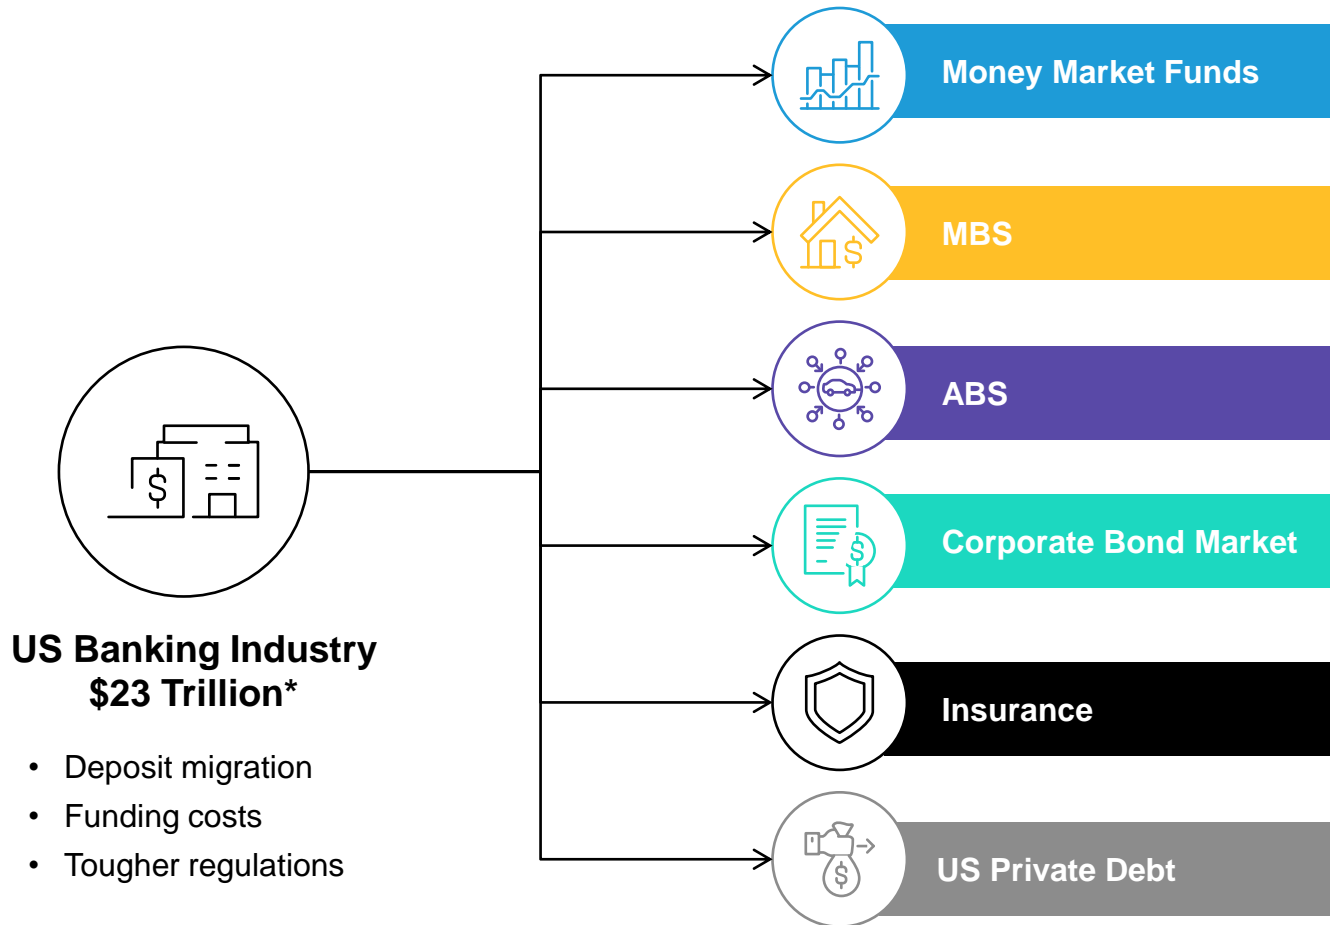 Money Market Funds
MBS
$
ABS
$
Corporate Bond Market
$
US Banking Industry
$23 Trillion*
• Deposit migration
• Funding costs
• Tougher regulations
Insurance
US Private Debt
$